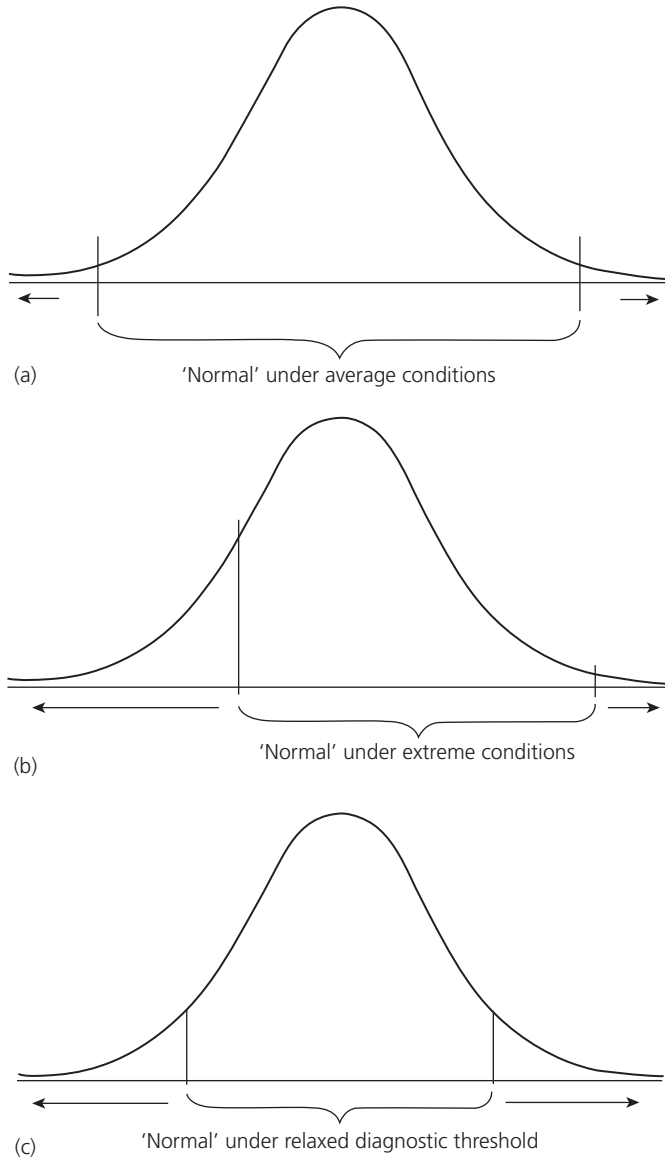 (a)
‘Normal’ under average conditions
(b)
‘Normal’ under extreme conditions
(c)
‘Normal’ under relaxed diagnostic threshold